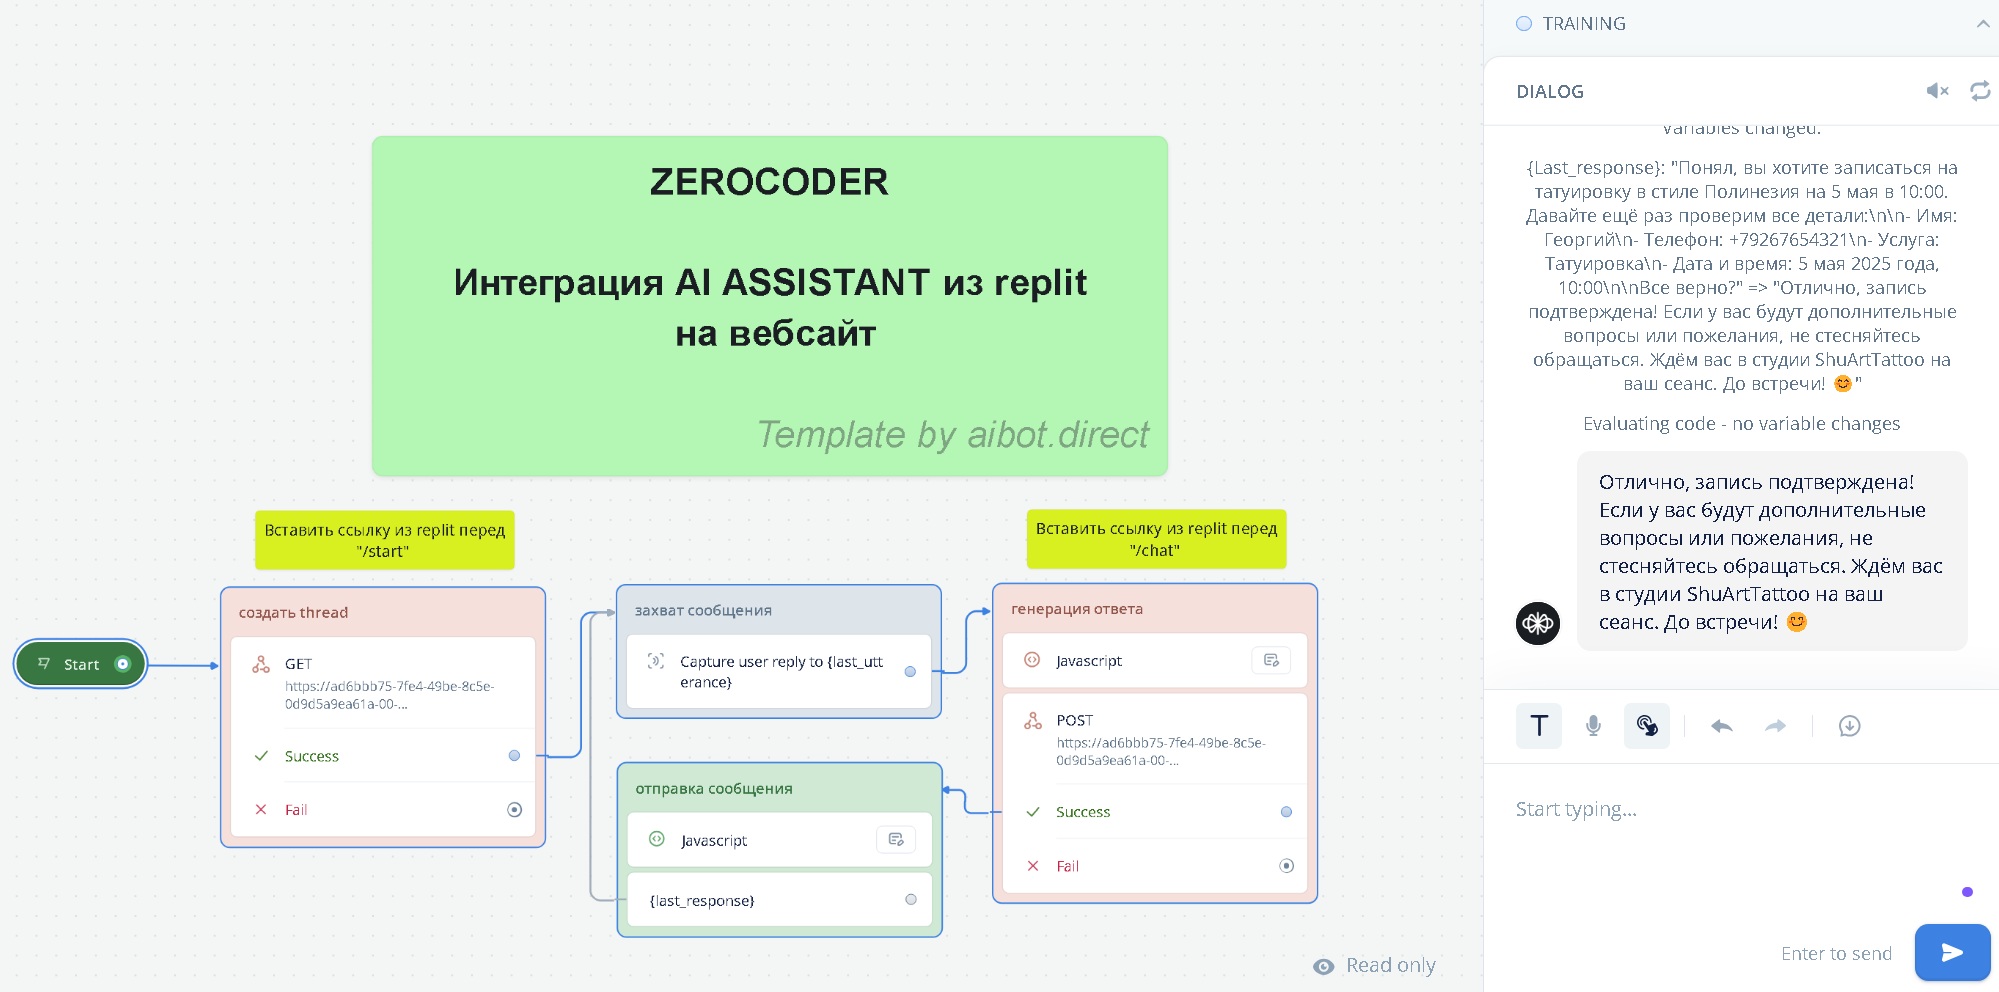 ZEROCODER
Интеграция AI ASSISTANT из replit
на вебсайт
Template by aibot.direct
Вставить ссылку из replit перед
"/start"
Вставить ссылку из replit перед
"/chat"
Start
создать thread
GET
https://ad6bbb75-7fe4-49be-8c5e-
0d9d5a9ea61a-00-...
Success
Fail
захват сообщения
Capture user reply to {last_utt
erance}
отправка сообщения
Javascript
{last_response}
генерация ответа
Javascript
POST
https://ad6bbb75-7fe4-49be-8c5e-
0d9d5a9ea61a-00-...
Success
Fail
Read only
TRAINING
DIALOG
Variables changed.
{Last_response}: "Понял, вы хотите записаться на
татуировку в стиле Полинезия на 5 мая в 10:00.
Давайте ещё раз проверим все детали:\n\n- Имя:
Георгий\n- Телефон: +79267654321\n- Услуга:
Татуировка\n- Дата и время: 5 мая 2025 года,
10:00\n\nВсе верно?" => "Отлично, запись
подтверждена! Если у вас будут дополнительные
вопросы или пожелания, не стесняйтесь
обращаться. Ждём вас в студии ShuArtTattoo на
ваш сеанс. До встречи! 😊"
Evaluating code - no variable changes
Отлично, запись подтверждена!
Если у вас будут дополнительные
вопросы или пожелания, не
стесняйтесь обращаться. Ждём вас
в студии ShuArtTattoo на ваш
сеанс. До встречи! 😊
T
Start typing...
Enter to send